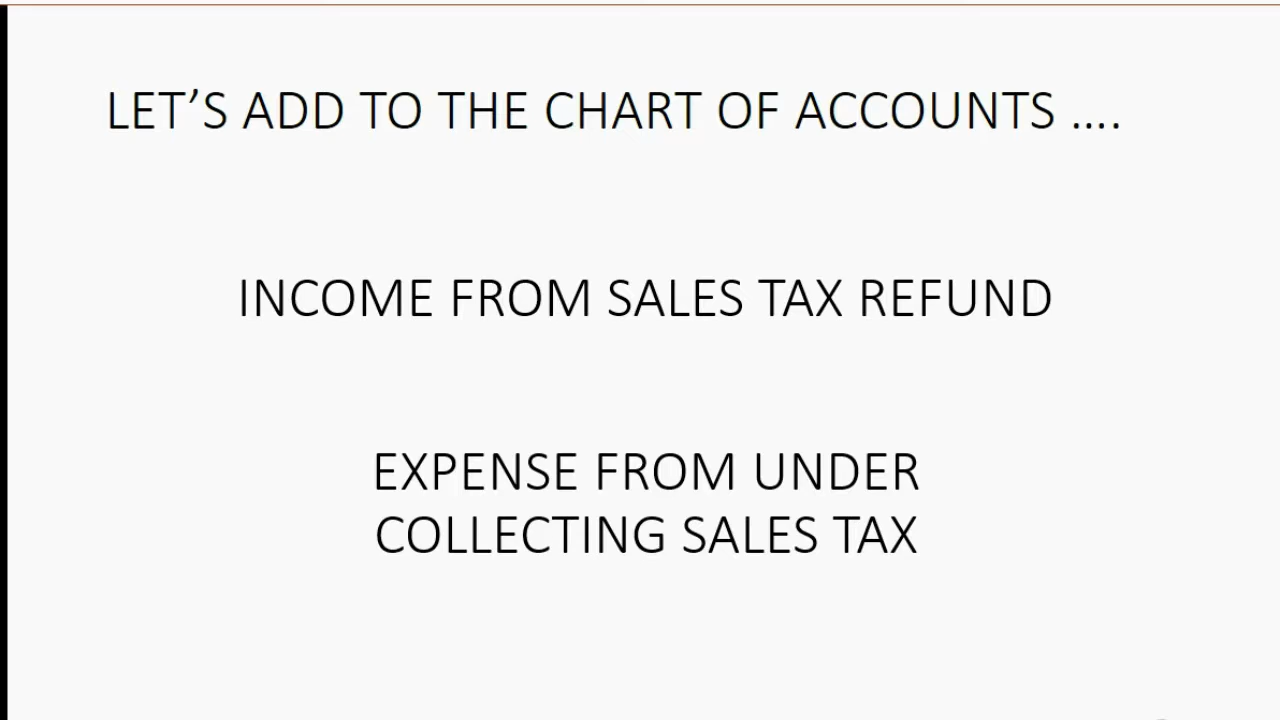 LET’S ADD TO THE CHART OF ACCOUNTS ....
INCOME FROM SALES TAX REFUND
EXPENSE FROM UNDER
COLLECTING SALES TAX